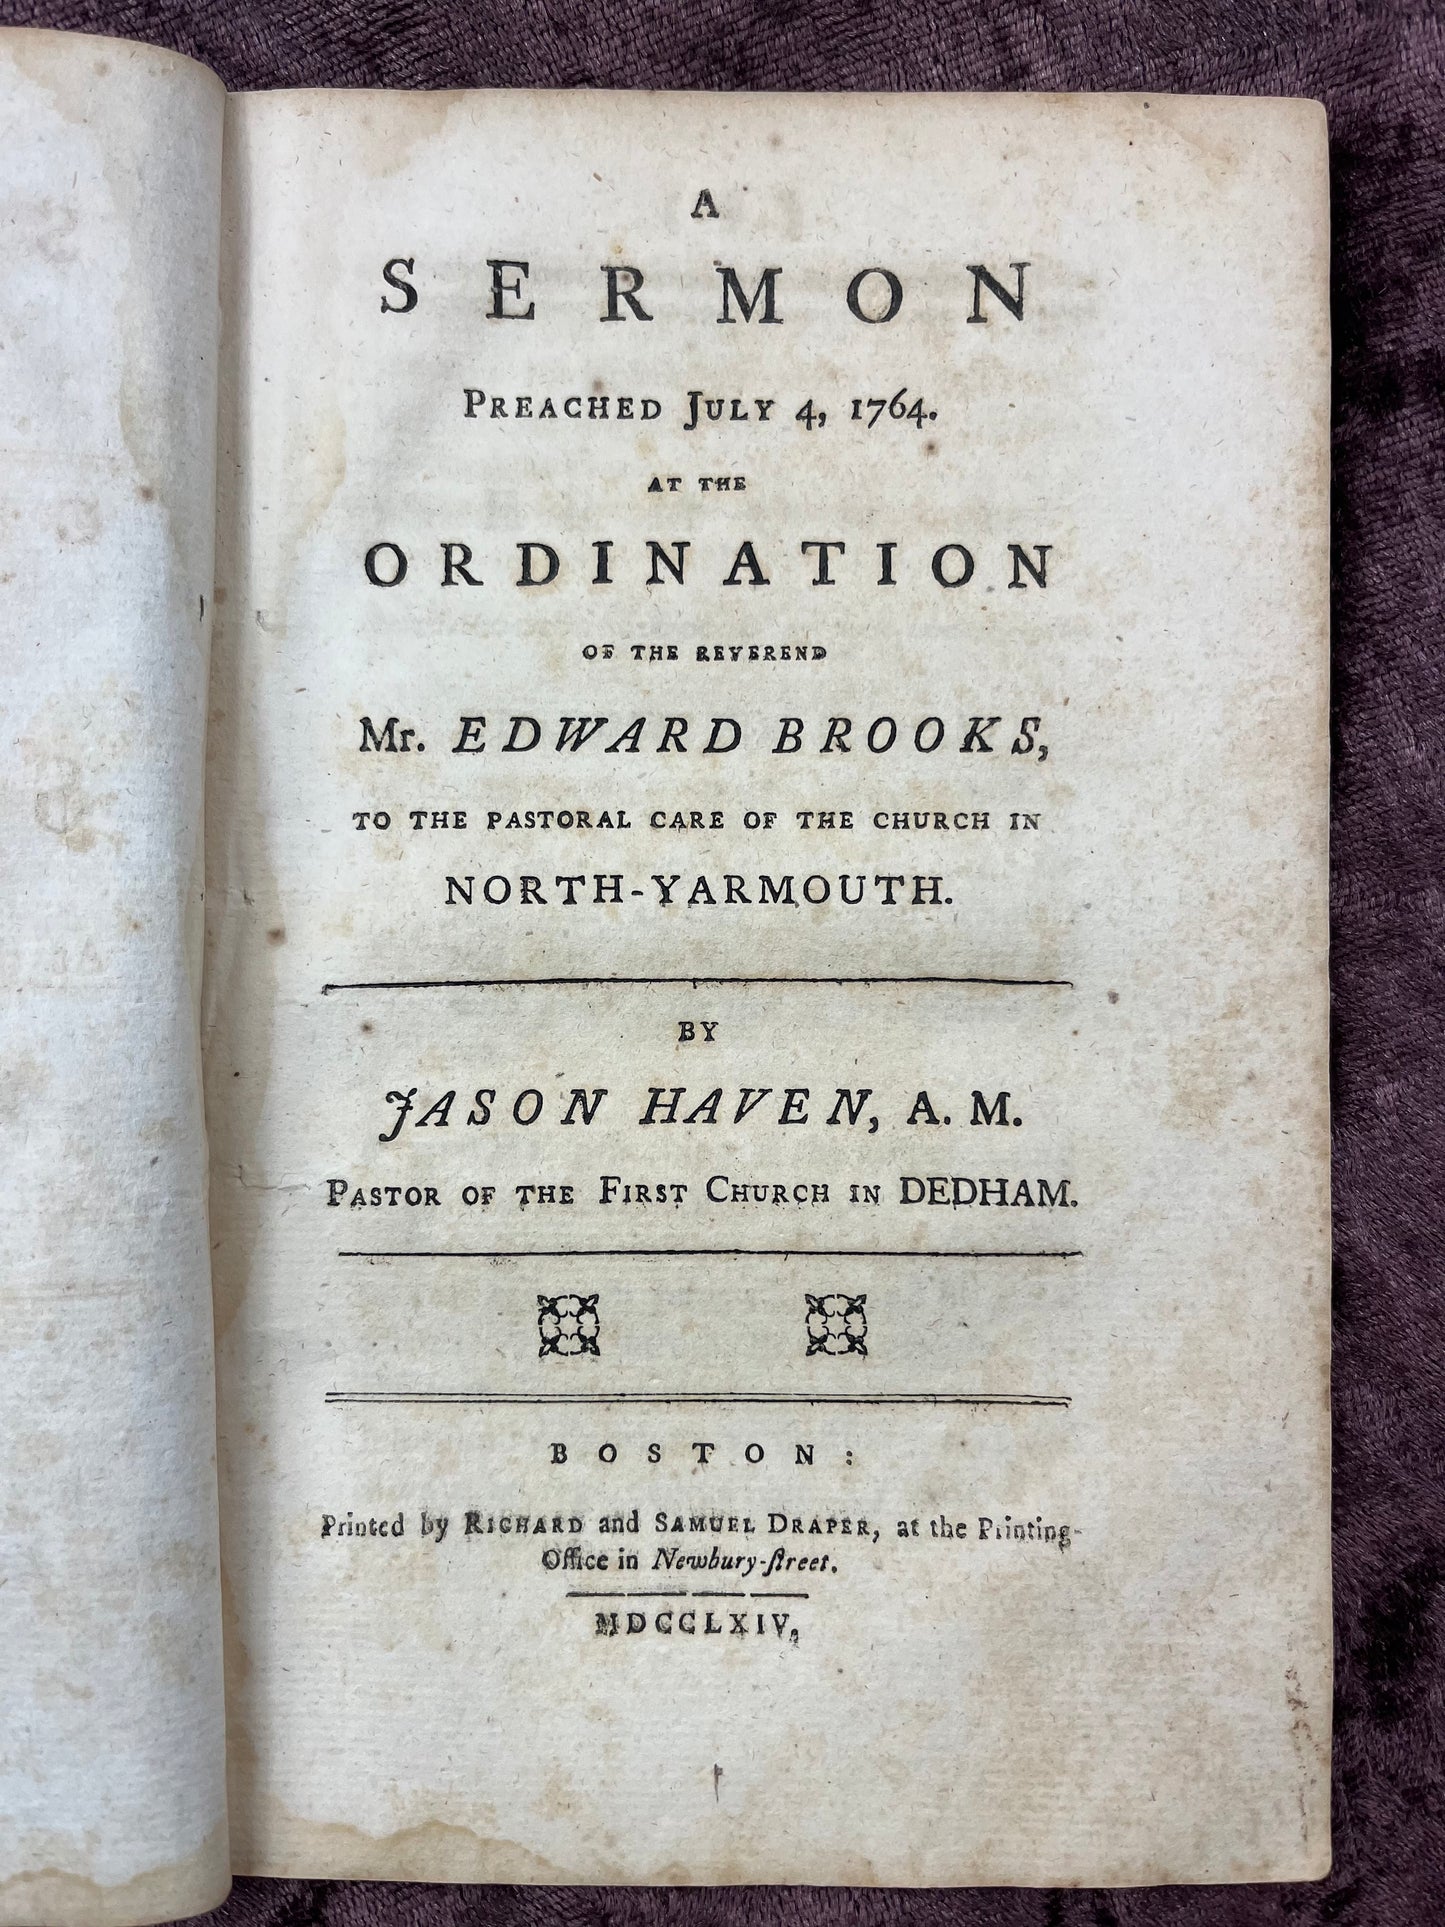 A
SERMON
PREACHED JULY 4, 1764.
AT THE
ORDINATION
OF THE REVEREND
Mr. EDWARD BROOKS,
TO THE PASTORAL CARE OF THE CHURCH IN
NORTH-YARMOUTH.
BY
JASON HAVEN, A. M.
PASTOR OF THE FIRST CHURCH IN DEDHAM.
BOSTON:
Printed by RICHARD and SAMUEL DRAPER, at the Printing-
Office in Newbury-ſtreet.
MDCCLXIV.